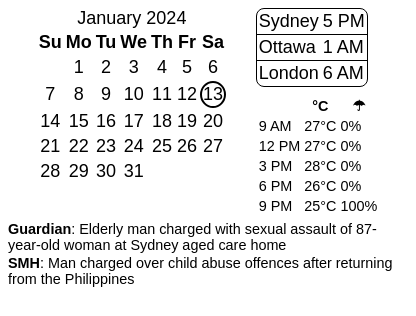 January 2024
Su Mo Tu We Th Fr Sa
1 2 3 4 5 6
7 8 9 10 11 12 13
14 15 16 17 18 19 20
21 22 23 24 25 26 27
28 29 30 31
Sydney 5 PM
Ottawa 1 AM
London 6 AM
°C ☂
9 AM 27°C 0%
12 PM 27°C 0%
3 PM 28°C 0%
6 PM 26°C 0%
9 PM 25°C 100%
Guardian: Elderly man charged with sexual assault of 87-
year-old woman at Sydney aged care home
SMH: Man charged over child abuse offences after returning
from the Philippines